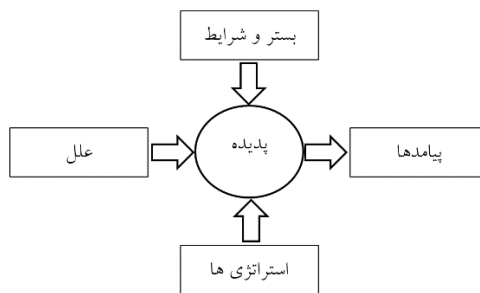 بستر و شرایط
پدیده
علل
پیامدها
استراتژی ها